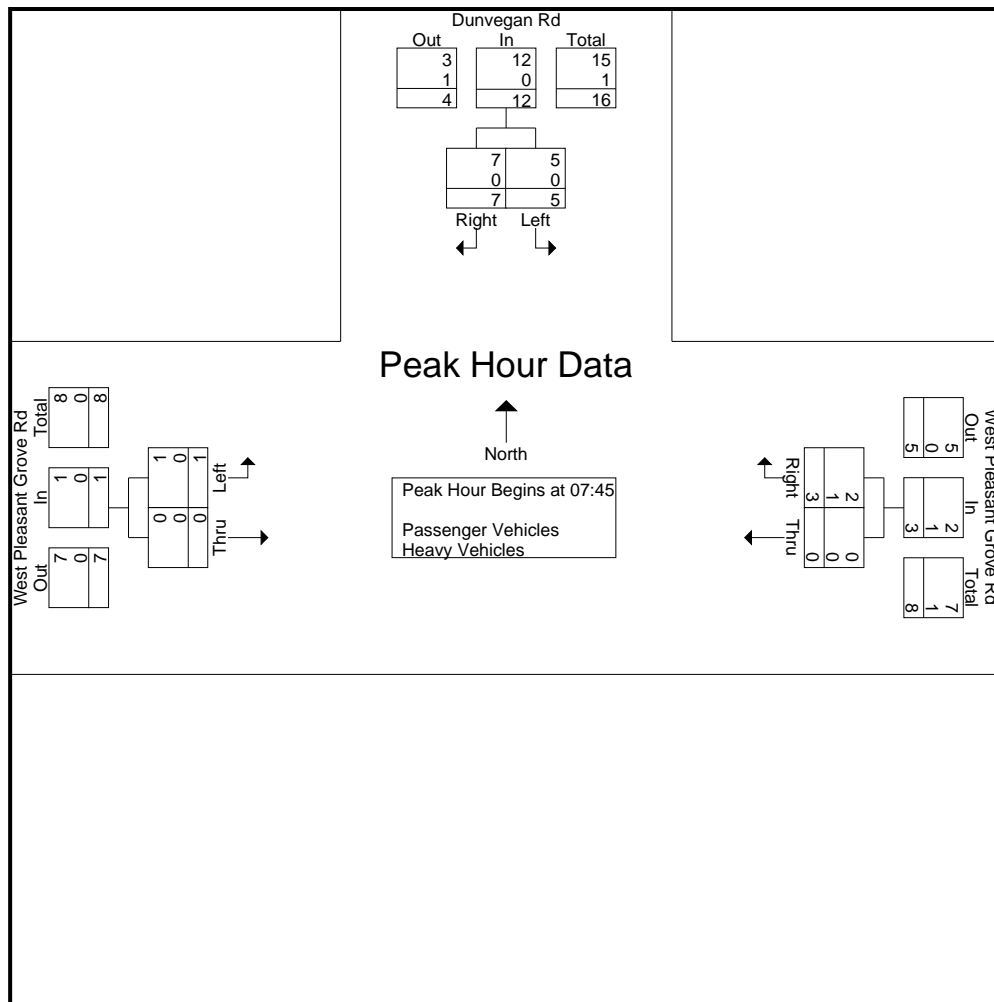 Dunvegan Rd
Out In Total
3 12 15
1 0 1
4 12 16
7 5
0 0
7 5
Right Left
Peak Hour Data
North
Peak Hour Begins at 07:45
Passenger Vehicles
Heavy Vehicles
West Pleasant Grove Rd
Out In Total
7 1 8
0 0 0
7 1 8
Left Thru
1 0
0 0
1 0
West Pleasant Grove Rd
Out In Total
5 2 7
0 1 1
5 3 8
Right Thru
2 0
1 0
3 0